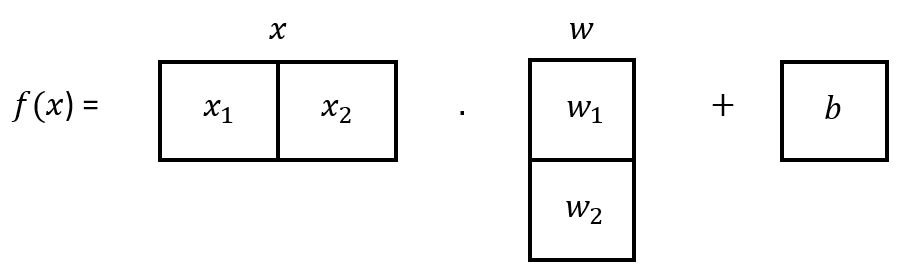 x w
f(x) = x₁ x₂ . w₁ + b
w₂